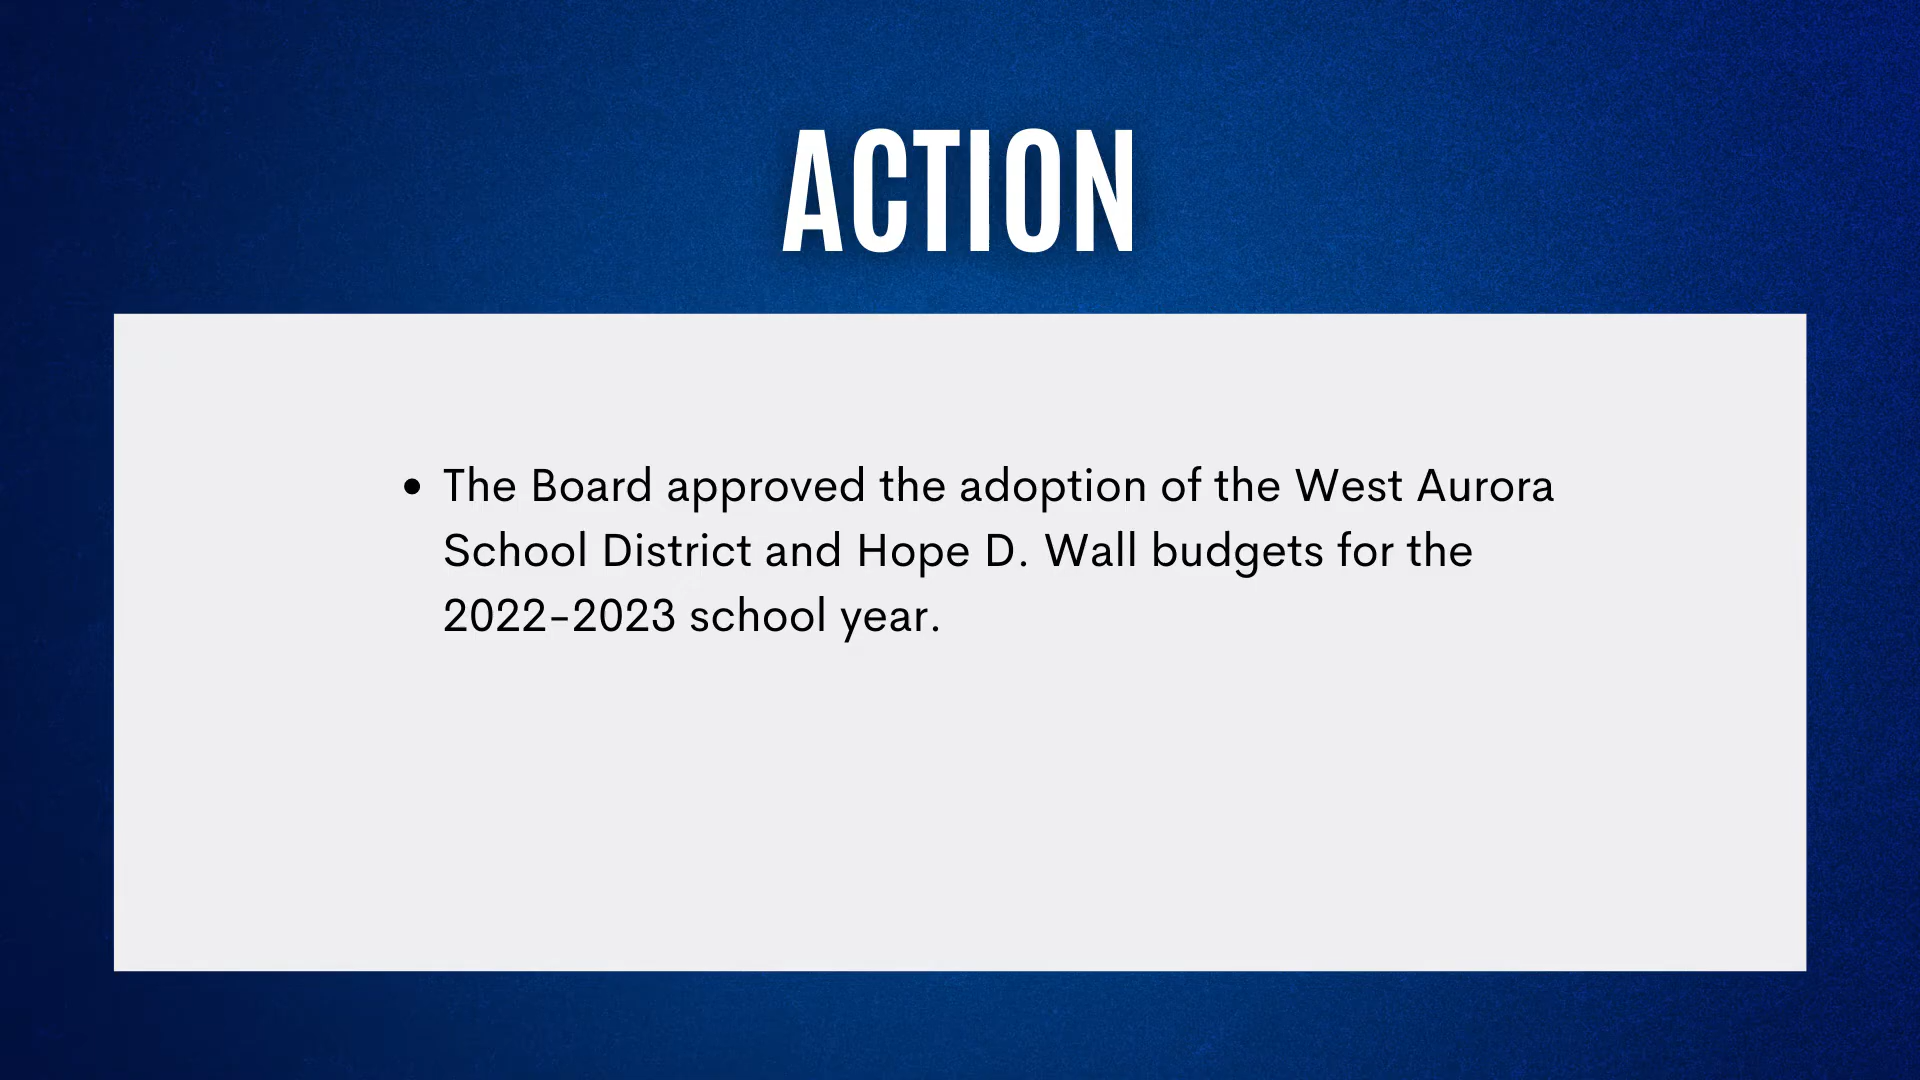 ACTION
• The Board approved the adoption of the West Aurora
School District and Hope D. Wall budgets for the
2022-2023 school year.